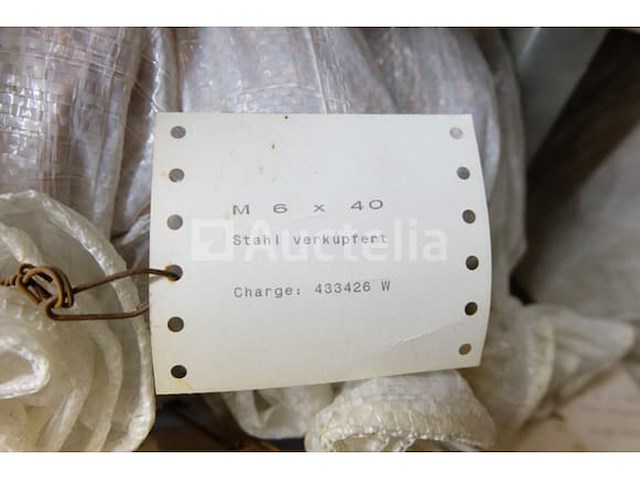 M 6 x 40
Auctelia
Stahl verkupfert
Charge: 433426 W